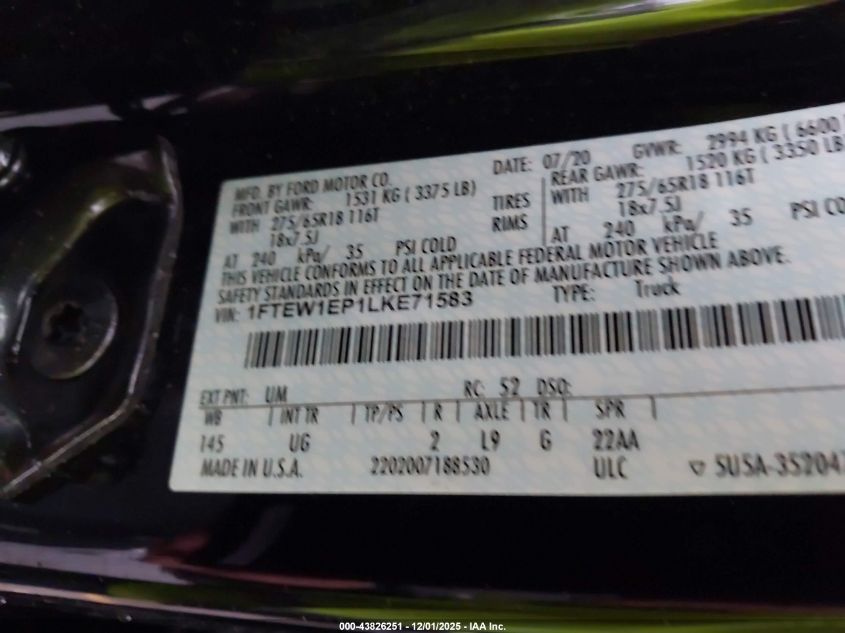 MFD. BY FORD MOTOR CO.
DATE: 07/20 GVWR: 2994 KG ( 6600
FRONT GAWR: 1531 KG ( 3375 LB)
REAR GAWR: 1520 KG ( 3350 LB
WITH 275/65R18 116T TIRES WITH 275/65R18 116T
18x7.5J RIMS 18x7.5J
AT 240 kPa/ 35 PSI COLD AT 240 kPa/ 35 PSI CO
THIS VEHICLE CONFORMS TO ALL APPLICABLE FEDERAL MOTOR VEHICLE
SAFETY STANDARDS IN EFFECT ON THE DATE OF MANUFACTURE SHOWN ABOVE.
VIN: 1FTEW1EP1LKE71583 TYPE: Truck
EXT PNT: UM RC: 52 DSO:
WB | INT TR | TP/PS | R | AXLE | TR | SPR |
145 UG 2 L9 G 22AA
MADE IN U.S.A. 2202007188530 ULC SU5A-35204
000-43826251 - 12/01/2025 - IAA Inc.